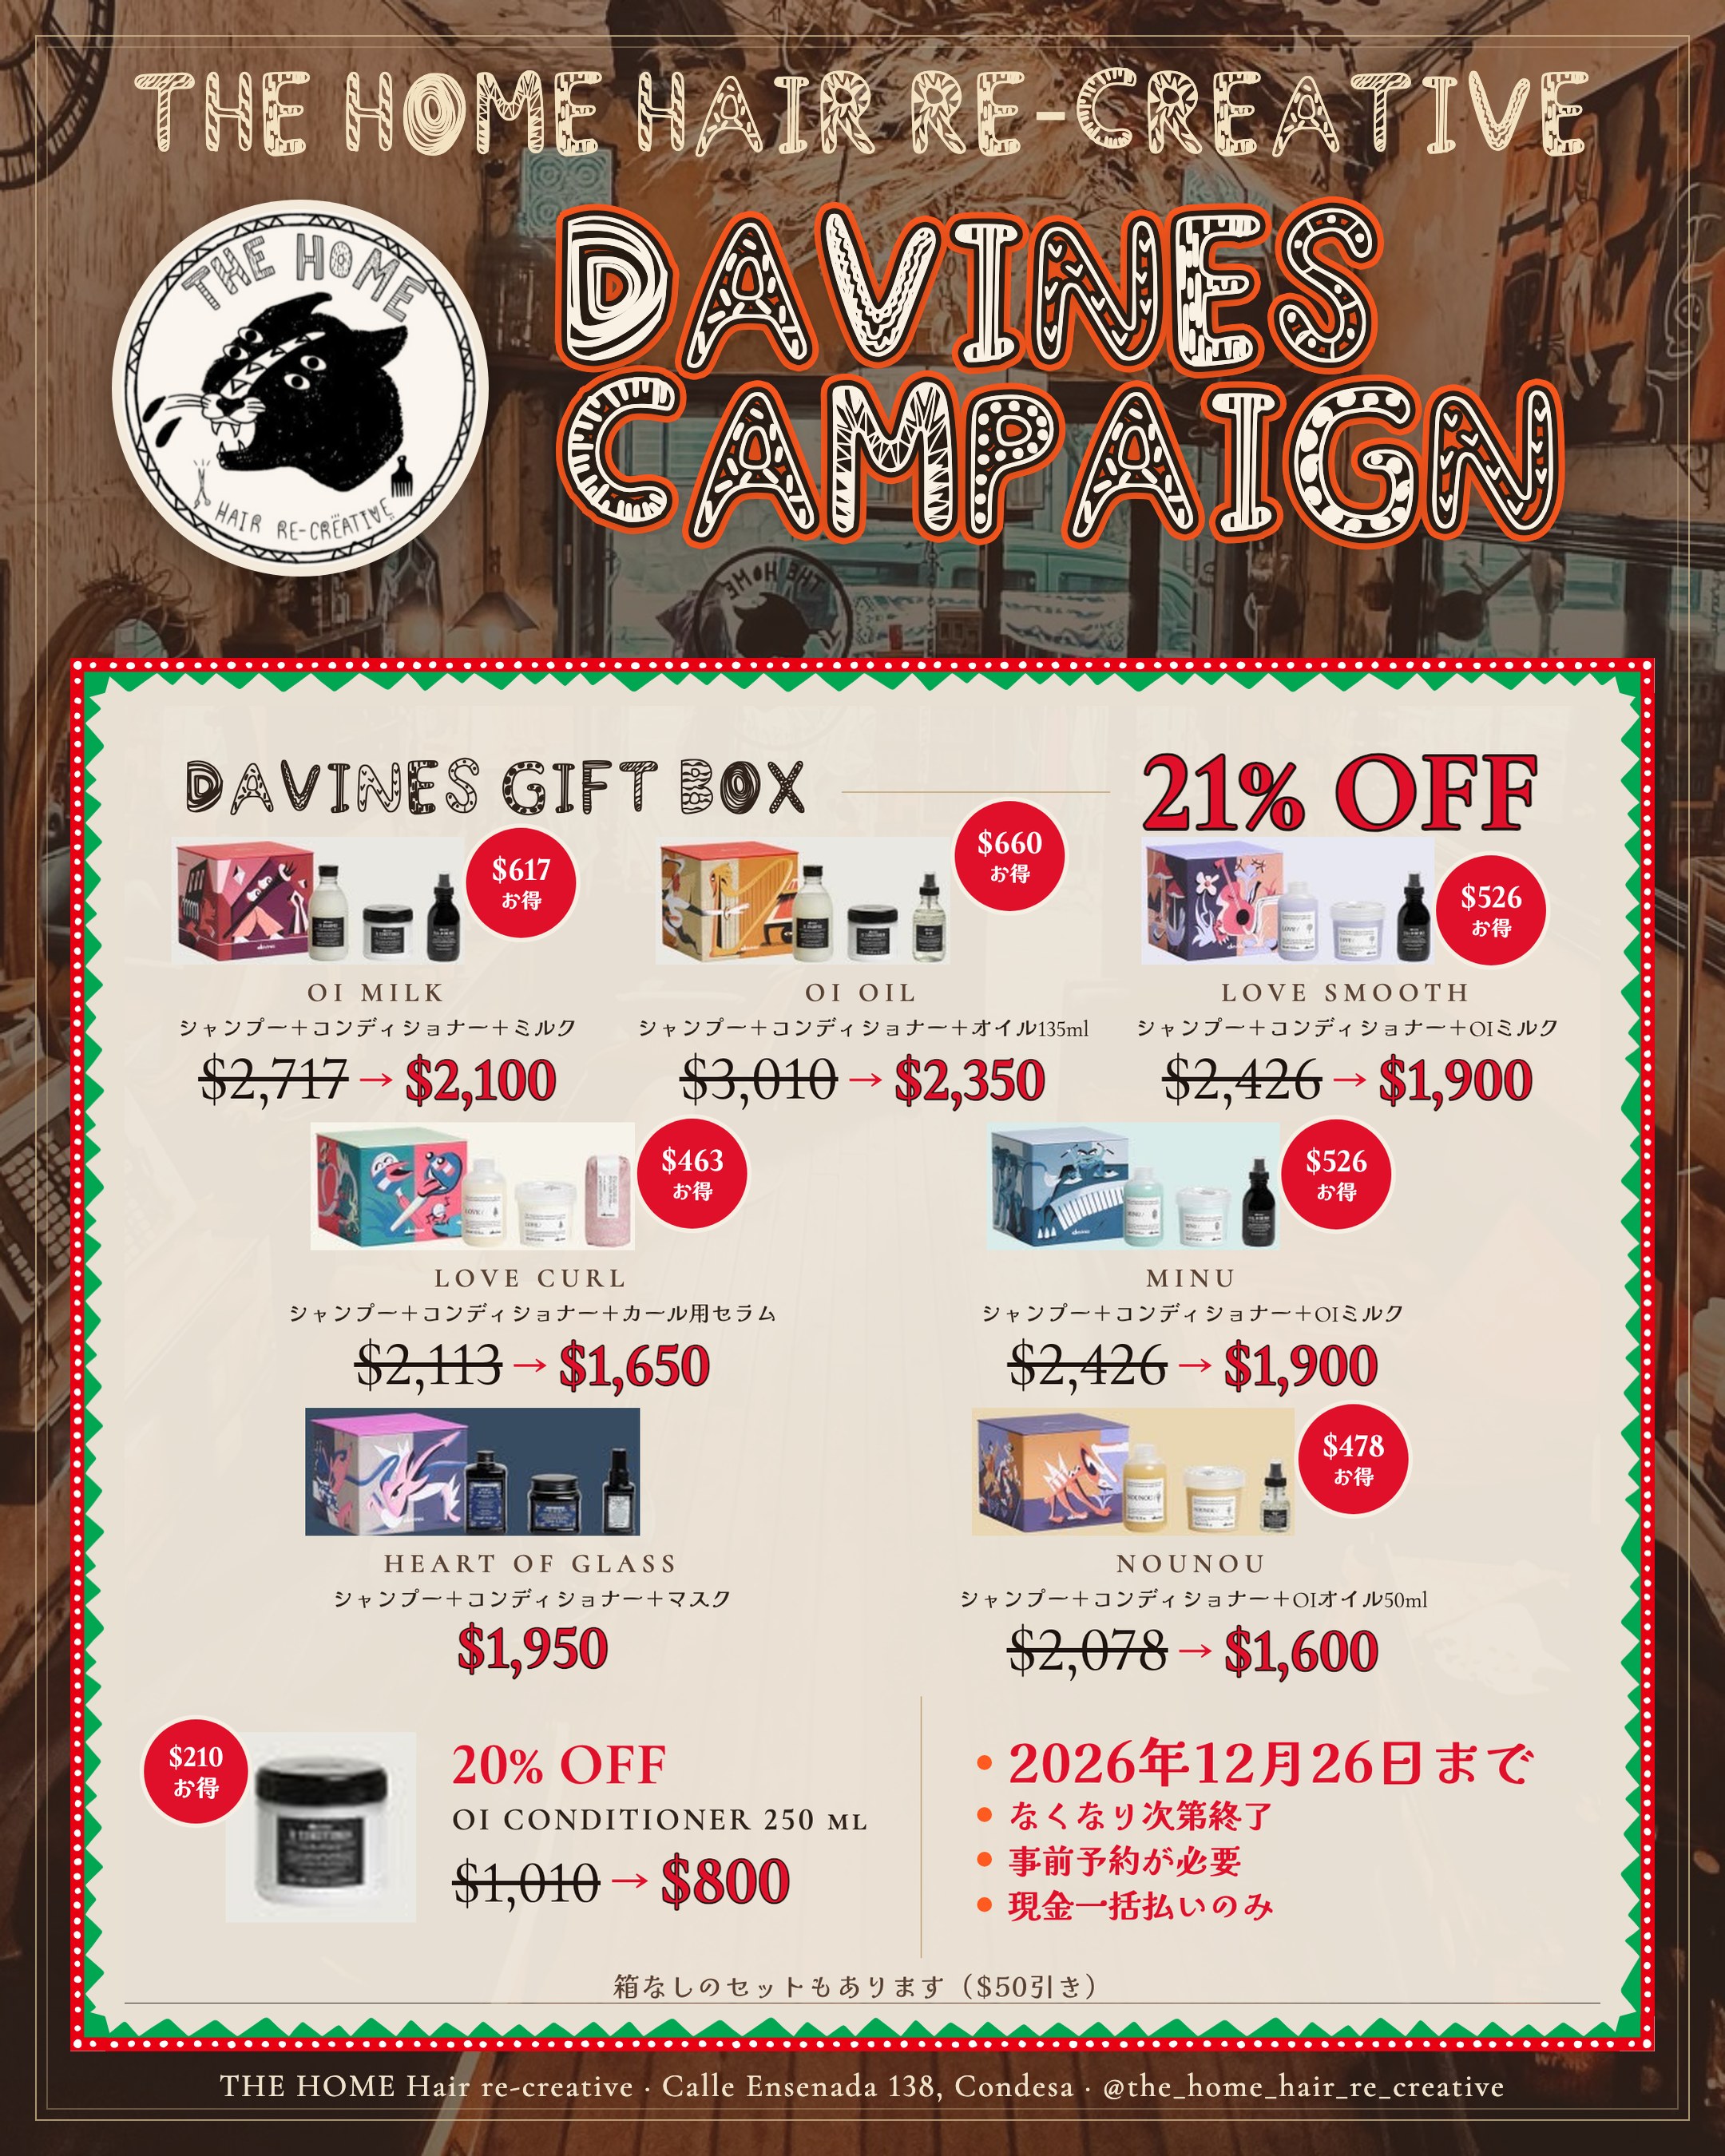 THE HOME HAIR RE-CREATIVE
THE HOME
HAIR RE-CREATIVE
DAVINES
CAMPAIGN
THE HOME
DAVINES GIFT BOX
21% OFF
$617
お得
$660
お得
$526
お得
OI MILK
シャンプー+コンディショナー+ミルク
$2,717→$2,100
OI OIL
シャンプー+コンディショナー+オイル135ml
$3,010→$2,350
LOVE SMOOTH
シャンプー+コンディショナー+OIミルク
$2,426→$1,900
$463
お得
$526
お得
LOVE CURL
シャンプー+コンディショナー+カール用セラム
$2,113→$1,650
MINU
シャンプー+コンディショナー+OIミルク
$2,426→$1,900
$478
お得
HEART OF GLASS
シャンプー+コンディショナー+マスク
$1,950
NOUNOU
シャンプー+コンディショナー+OIオイル50ml
$2,078→$1,600
$210
お得
20% OFF
OI CONDITIONER 250 ML
$1,010→$800
• 2026年12月26日まで
• なくなり次第終了
• 事前予約が必要
• 現金一括払いのみ
箱なしのセットもあります($50引き)
THE HOME Hair re-creative · Calle Ensenada 138, Condesa · @the_home_hair_re_creative